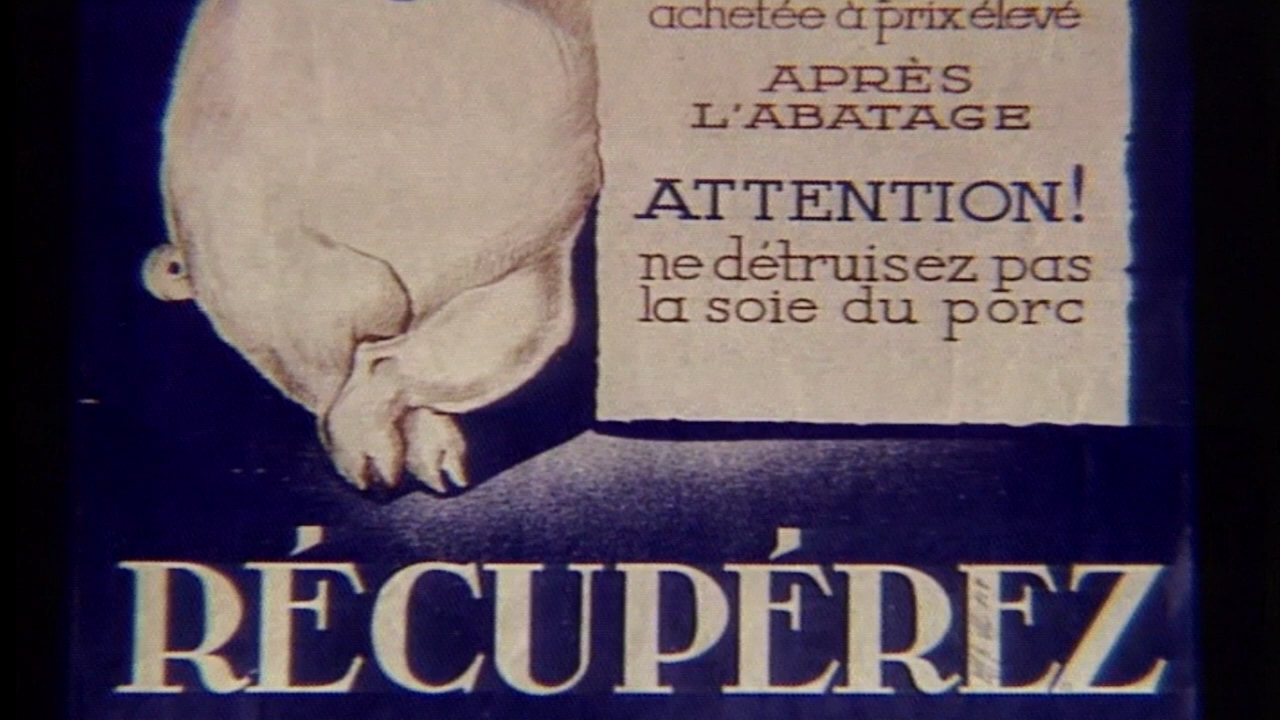 achetée à prix élevé
APRÈS
L'ABATAGE
ATTENTION!
ne détruisez pas
la soie du porc
RÉCUPÉREZ